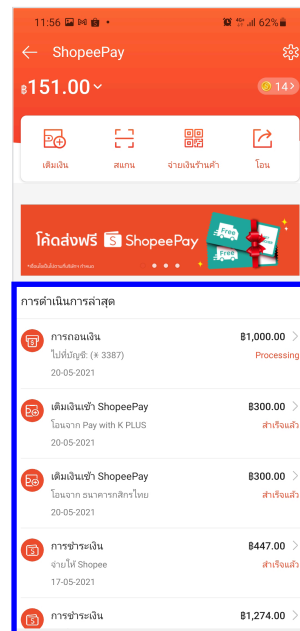 11:56
62%
ShopeePay
฿151.00
14>
เติมเงิน
สแกน
จ่ายเงินร้านค้า
โอน
โค้ดส่งฟรี S ShopeePay
Free
Free
การดำเนินการล่าสุด
การถอนเงิน
฿1,000.00
ไปที่บัญชี: (* 3387)
Processing
20-05-2021
เติมเงินเข้า ShopeePay
฿300.00
โอนจาก Pay with K PLUS
สำเร็จแล้ว
20-05-2021
เติมเงินเข้า ShopeePay
฿300.00
โอนจาก ธนาคารกสิกรไทย
สำเร็จแล้ว
20-05-2021
การชำระเงิน
฿447.00
จ่ายให้ Shopee
สำเร็จแล้ว
17-05-2021
การชำระเงิน
฿1,274.00